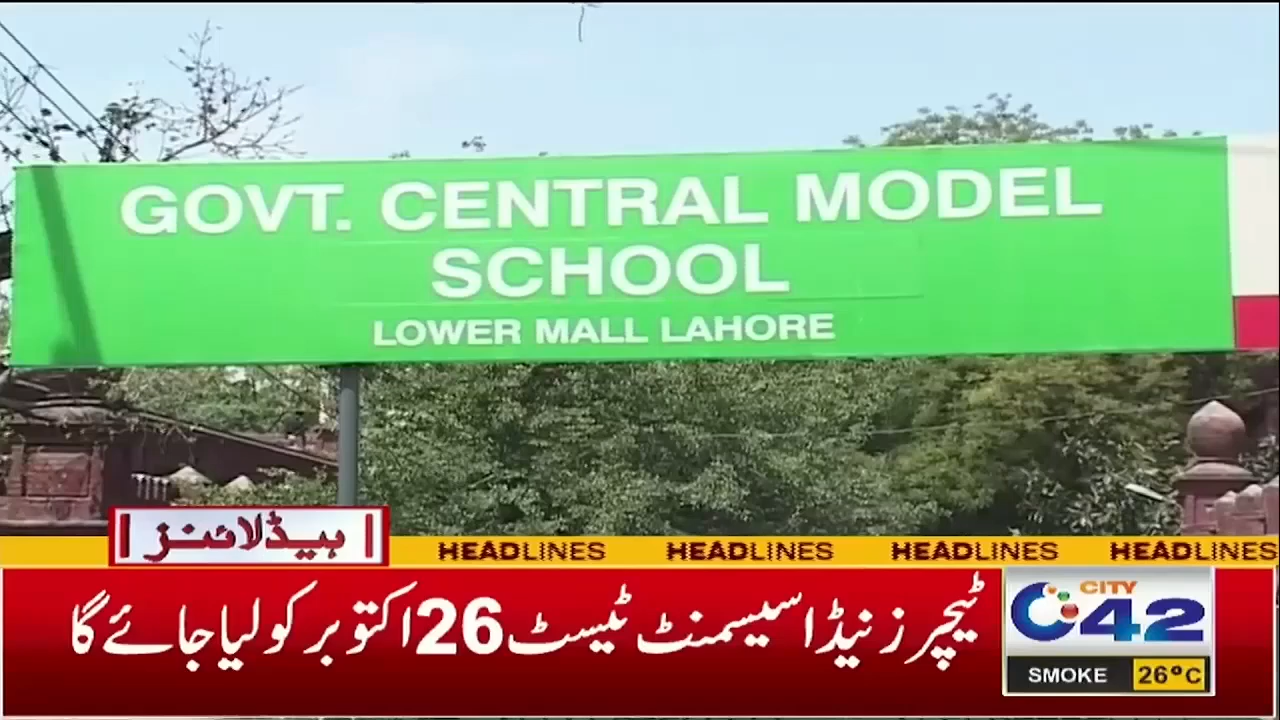 GOVT. CENTRAL MODEL
SCHOOL
LOWER MALL LAHORE
ہیڈلائنز
HEADLINES HEADLINES HEADLINES HEADLINES
ٹیچرز نیڈ اسیسمنٹ ٹیسٹ 26 اکتوبر کو لیا جائے گا
CITY
42
SMOKE 26°C